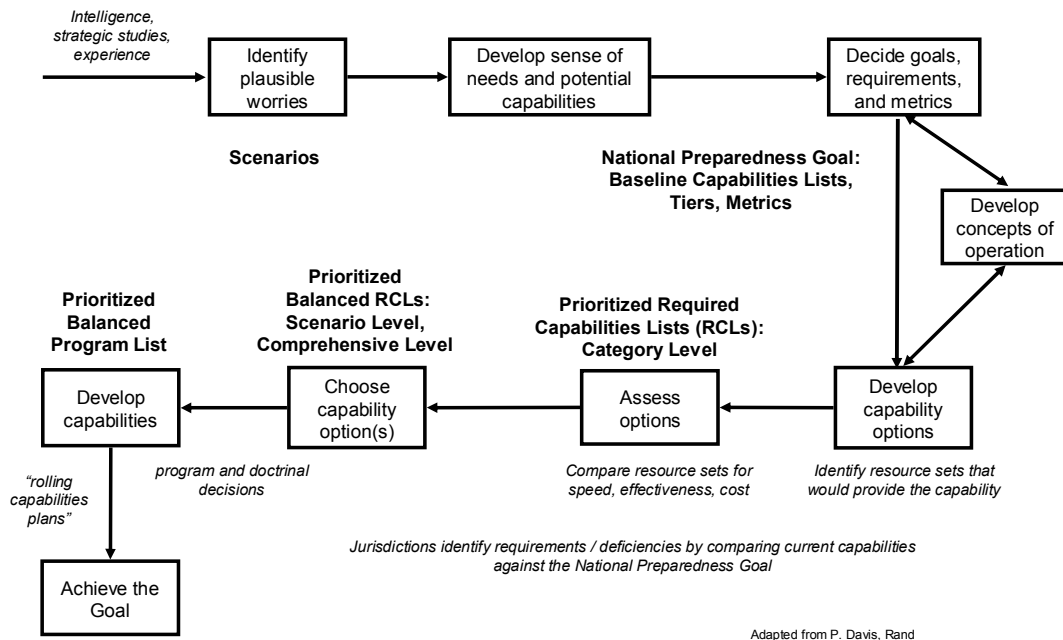 Intelligence,
strategic studies,
experience
Identify
plausible
worries
Develop sense of
needs and potential
capabilities
Decide goals,
requirements,
and metrics
Scenarios
National Preparedness Goal:
Baseline Capabilities Lists,
Tiers, Metrics
Develop
concepts of
operation
Prioritized
Balanced
Program List
Prioritized
Balanced RCLs:
Scenario Level,
Comprehensive Level
Prioritized Required
Capabilities Lists (RCLs):
Category Level
Develop
capabilities
Choose
capability
option(s)
Assess
options
Develop
capability
options
“rolling
capabilities
plans”
program and doctrinal
decisions
Compare resource sets for
speed, effectiveness, cost
Identify resource sets that
would provide the capability
Jurisdictions identify requirements / deficiencies by comparing current capabilities
against the National Preparedness Goal
Achieve the
Goal
Adapted from P. Davis, Rand